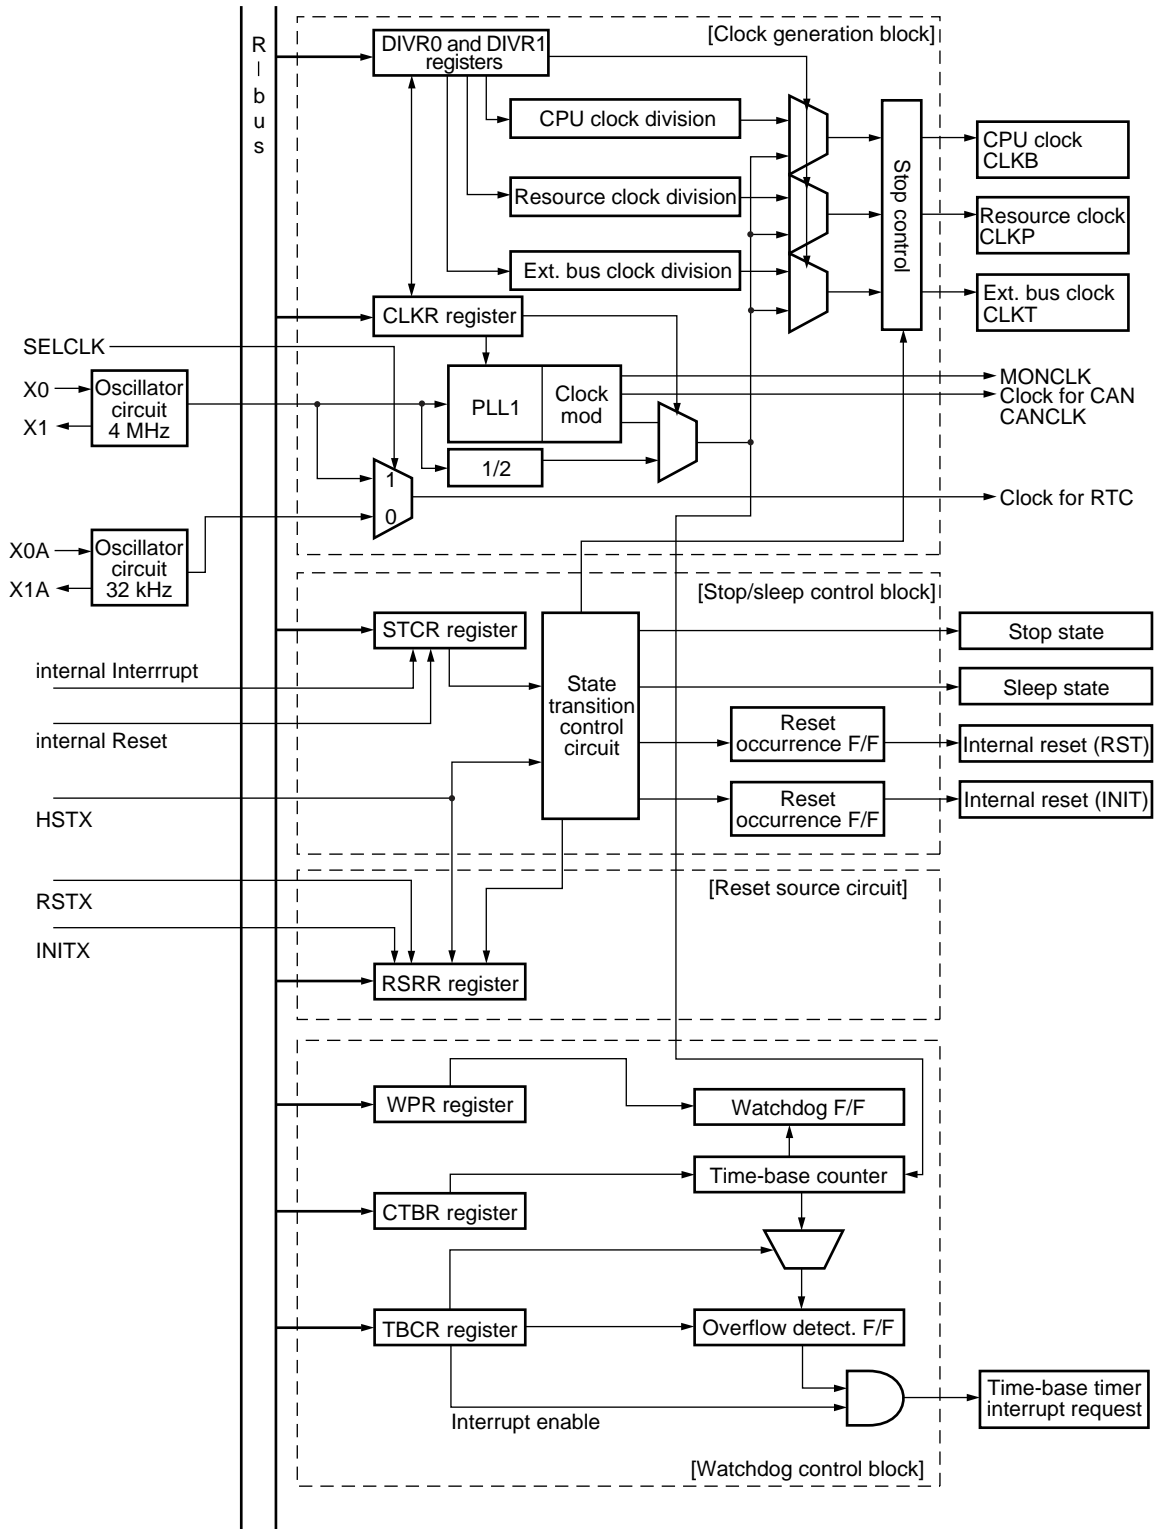 R
–
b
u
s
[Clock generation block]
DIVR0 and DIVR1
registers
CPU clock division
Resource clock division
Ext. bus clock division
Stop control
CPU clock
CLKB
Resource clock
CLKP
Ext. bus clock
CLKT
CLKR register
SELCLK
X0
X1
Oscillator
circuit
4 MHz
PLL1
Clock
mod
1/2
MONCLK
Clock for CAN
CANCLK
1
0
Clock for RTC
X0A
X1A
Oscillator
circuit
32 kHz
[Stop/sleep control block]
STCR register
internal Interrrupt
internal Reset
HSTX
State
transition
control
circuit
Stop state
Sleep state
Reset
occurrence F/F
Internal reset (RST)
Reset
occurrence F/F
Internal reset (INIT)
[Reset source circuit]
RSTX
INITX
RSRR register
WPR register
Watchdog F/F
Time-base counter
CTBR register
TBCR register
Overflow detect. F/F
Interrupt enable
Time-base timer
interrupt request
[Watchdog control block]